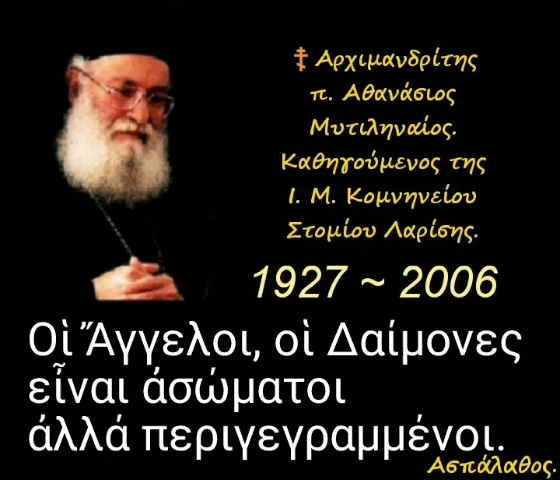 ☦ Αρχιμανδρίτης
π. Αθανάσιος
Μυτιληναίος.
Καθηγούμενος της
Ι. Μ. Κομνηνείου
Στομίου Λαρίσης.
1927 ~ 2006
Οἱ Ἄγγελοι, οἱ Δαίμονες
εἶναι ἀσώματοι
ἀλλά περιγεγραμμένοι.
Ασπάλαθος.